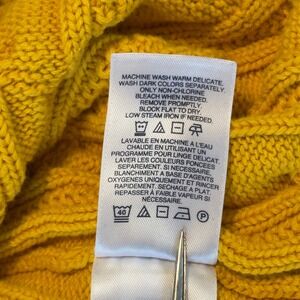 MACHINE WASH WARM DELICATE.
WASH DARK COLORS SEPARATELY.
ONLY NON-CHLORINE
BLEACH WHEN NEEDED.
REMOVE PROMPTLY.
BLOCK FLAT TO DRY.
LOW STEAM IRON IF NEEDED.
LAVABLE EN MACHINE A L'EAU
CHAUDE EN UTILISANT UN
PROGRAMME POUR LINGE DELICAT.
LAVER LES COULEURS FONCEES
SEPAREMENT. SI NECESSAIRE,
BLANCHIMENT A BASE D'AGENTS
OXYGENES UNIQUEMENT ET RINCER
RAPIDEMENT. SECHAGE A PLAT.
REPASSER A FAIBLE VAPEUR SI
NÉCESSAIRE.
40 P